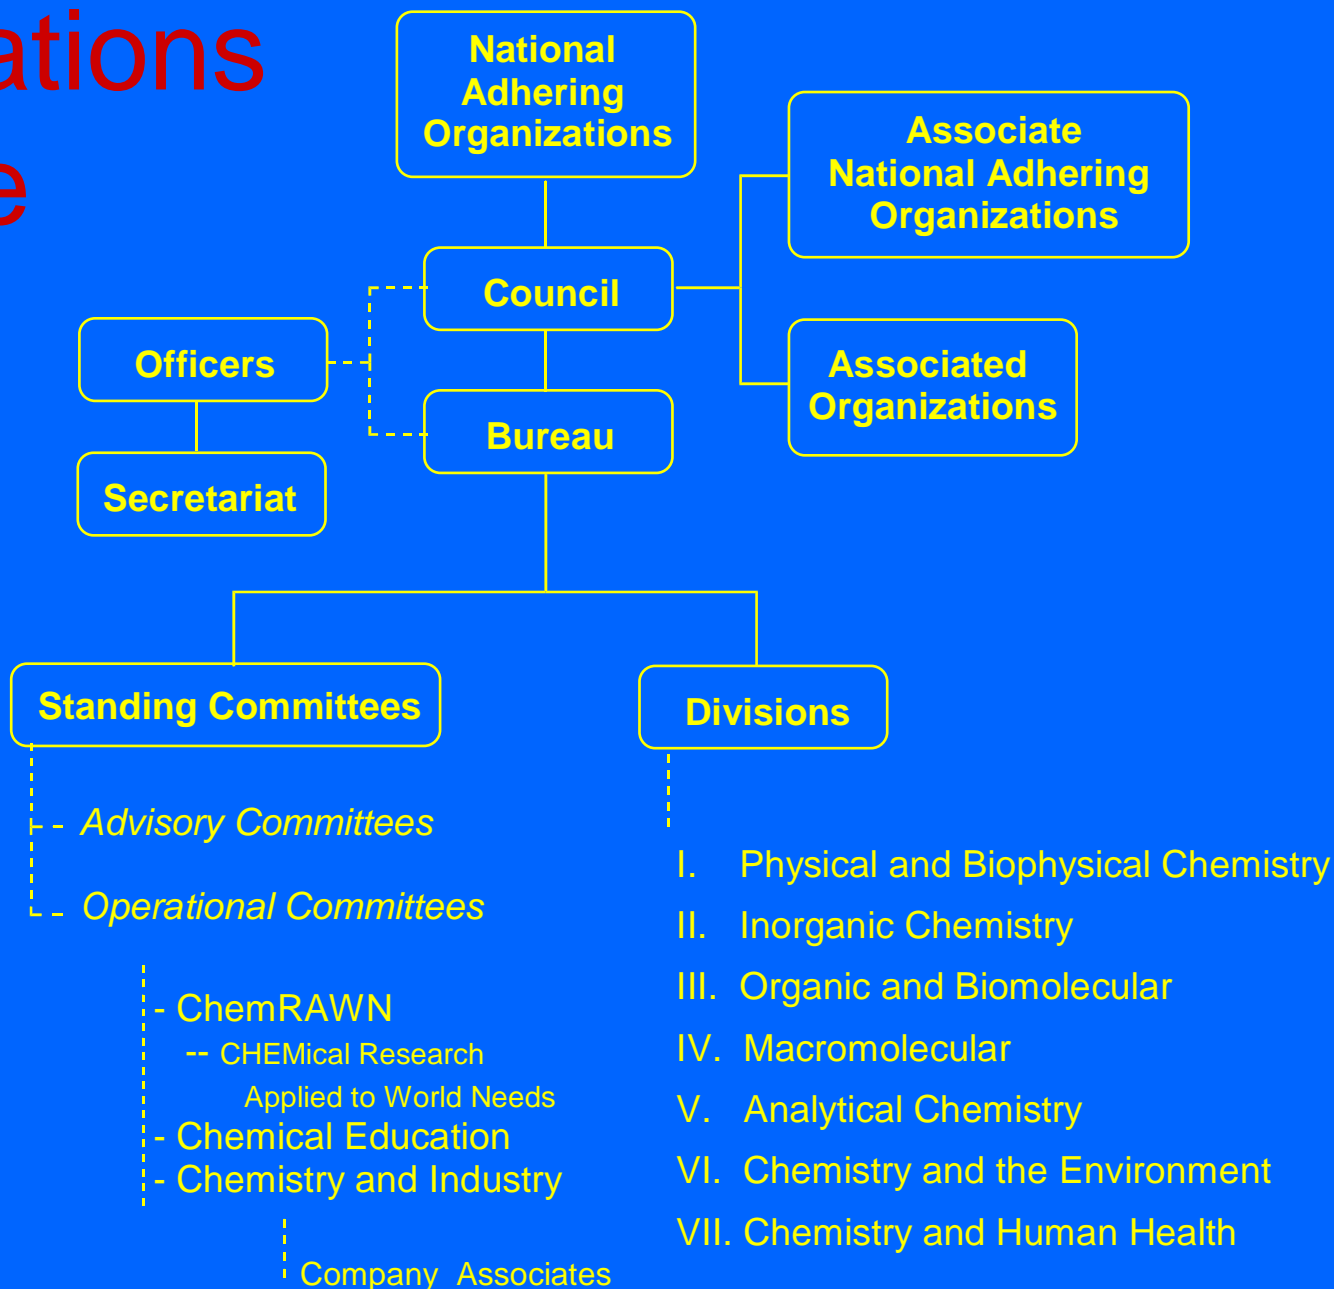 ations
e
National
Adhering
Organizations
Associate
National Adhering
Organizations
Council
Officers
Associated
Organizations
Bureau
Secretariat
Standing Committees
Divisions
Advisory Committees
Operational Committees
- ChemRAWN
-- CHEMical Research
Applied to World Needs
- Chemical Education
- Chemistry and Industry
Company Associates
I. Physical and Biophysical Chemistry
II. Inorganic Chemistry
III. Organic and Biomolecular
IV. Macromolecular
V. Analytical Chemistry
VI. Chemistry and the Environment
VII. Chemistry and Human Health